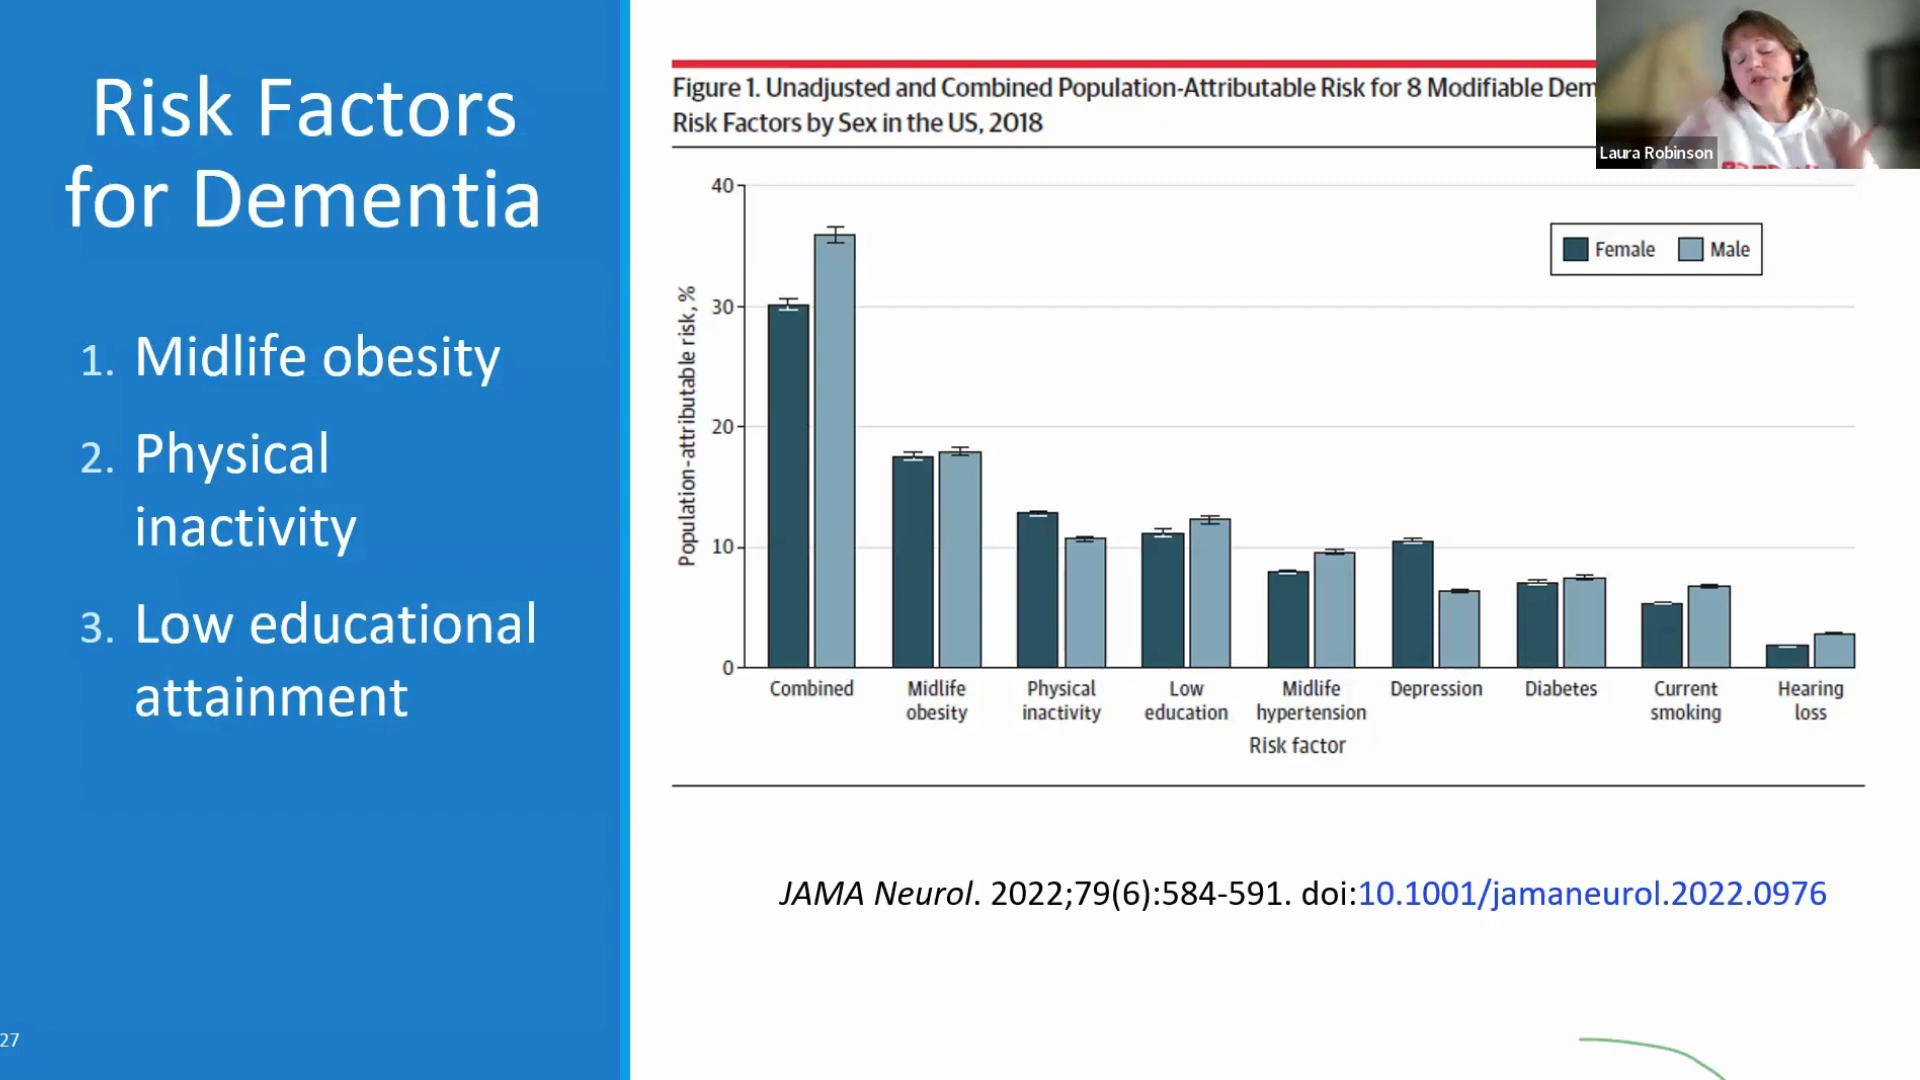 Risk Factors
for Dementia
1. Midlife obesity
2. Physical
inactivity
3. Low educational
attainment
27
Figure 1. Unadjusted and Combined Population-Attributable Risk for 8 Modifiable
Risk Factors by Sex in the US, 2018
Laura Robinson
Female
Male
Population-attributable risk, %
40
30
20
10
0
Combined
Midlife
obesity
Physical
inactivity
Low
education
Midlife
hypertension
Depression
Diabetes
Current
smoking
Hearing
loss
Risk factor
JAMA Neurol. 2022;79(6):584-591. doi:10.1001/jamaneurol.2022.0976